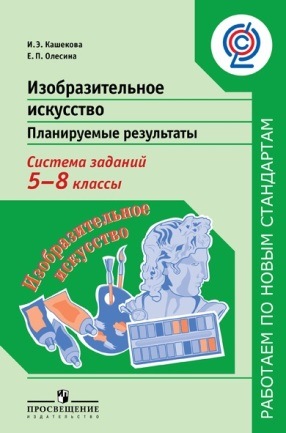 И. Э. Кашекова
Е. П. Олесина
Изобразительное
искусство
Планируемые результаты
Система заданий
5–8 классы
Изобразительное
искусство
РАБОТАЕМ ПО НОВЫМ СТАНДАРТАМ
ПРОСВЕЩЕНИЕ
ИЗДАТЕЛЬСТВО